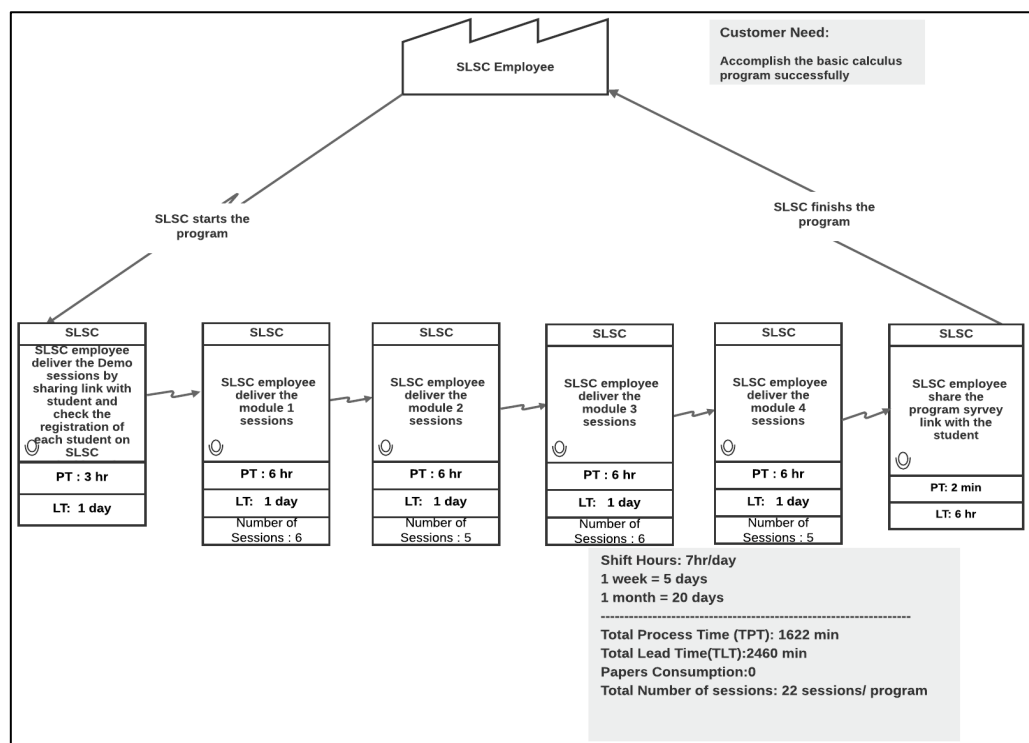 SLSC Employee
Customer Need:
Accomplish the basic calculus
program successfully
SLSC starts the
program
SLSC finishs the
program
SLSC
SLSC employee
deliver the Demo
sessions by
sharing link with
student and
check the
registration of
each student on
SLSC
PT : 3 hr
LT: 1 day
SLSC
SLSC employee
deliver the
module 1
sessions
PT : 6 hr
LT: 1 day
Number of
Sessions : 6
SLSC
SLSC employee
deliver the
module 2
sessions
PT : 6 hr
LT: 1 day
Number of
Sessions : 5
SLSC
SLSC employee
deliver the
module 3
sessions
PT : 6 hr
LT: 1 day
Number of
Sessions : 6
SLSC
SLSC employee
deliver the
module 4
sessions
PT : 6 hr
LT: 1 day
Number of
Sessions : 5
SLSC
SLSC employee
share the
program syrvey
link with the
student
PT: 2 min
LT: 6 hr
Shift Hours: 7hr/day
1 week = 5 days
1 month = 20 days
------------------------------------------------------------------
Total Process Time (TPT): 1622 min
Total Lead Time(TLT):2460 min
Papers Consumption:0
Total Number of sessions: 22 sessions/ program